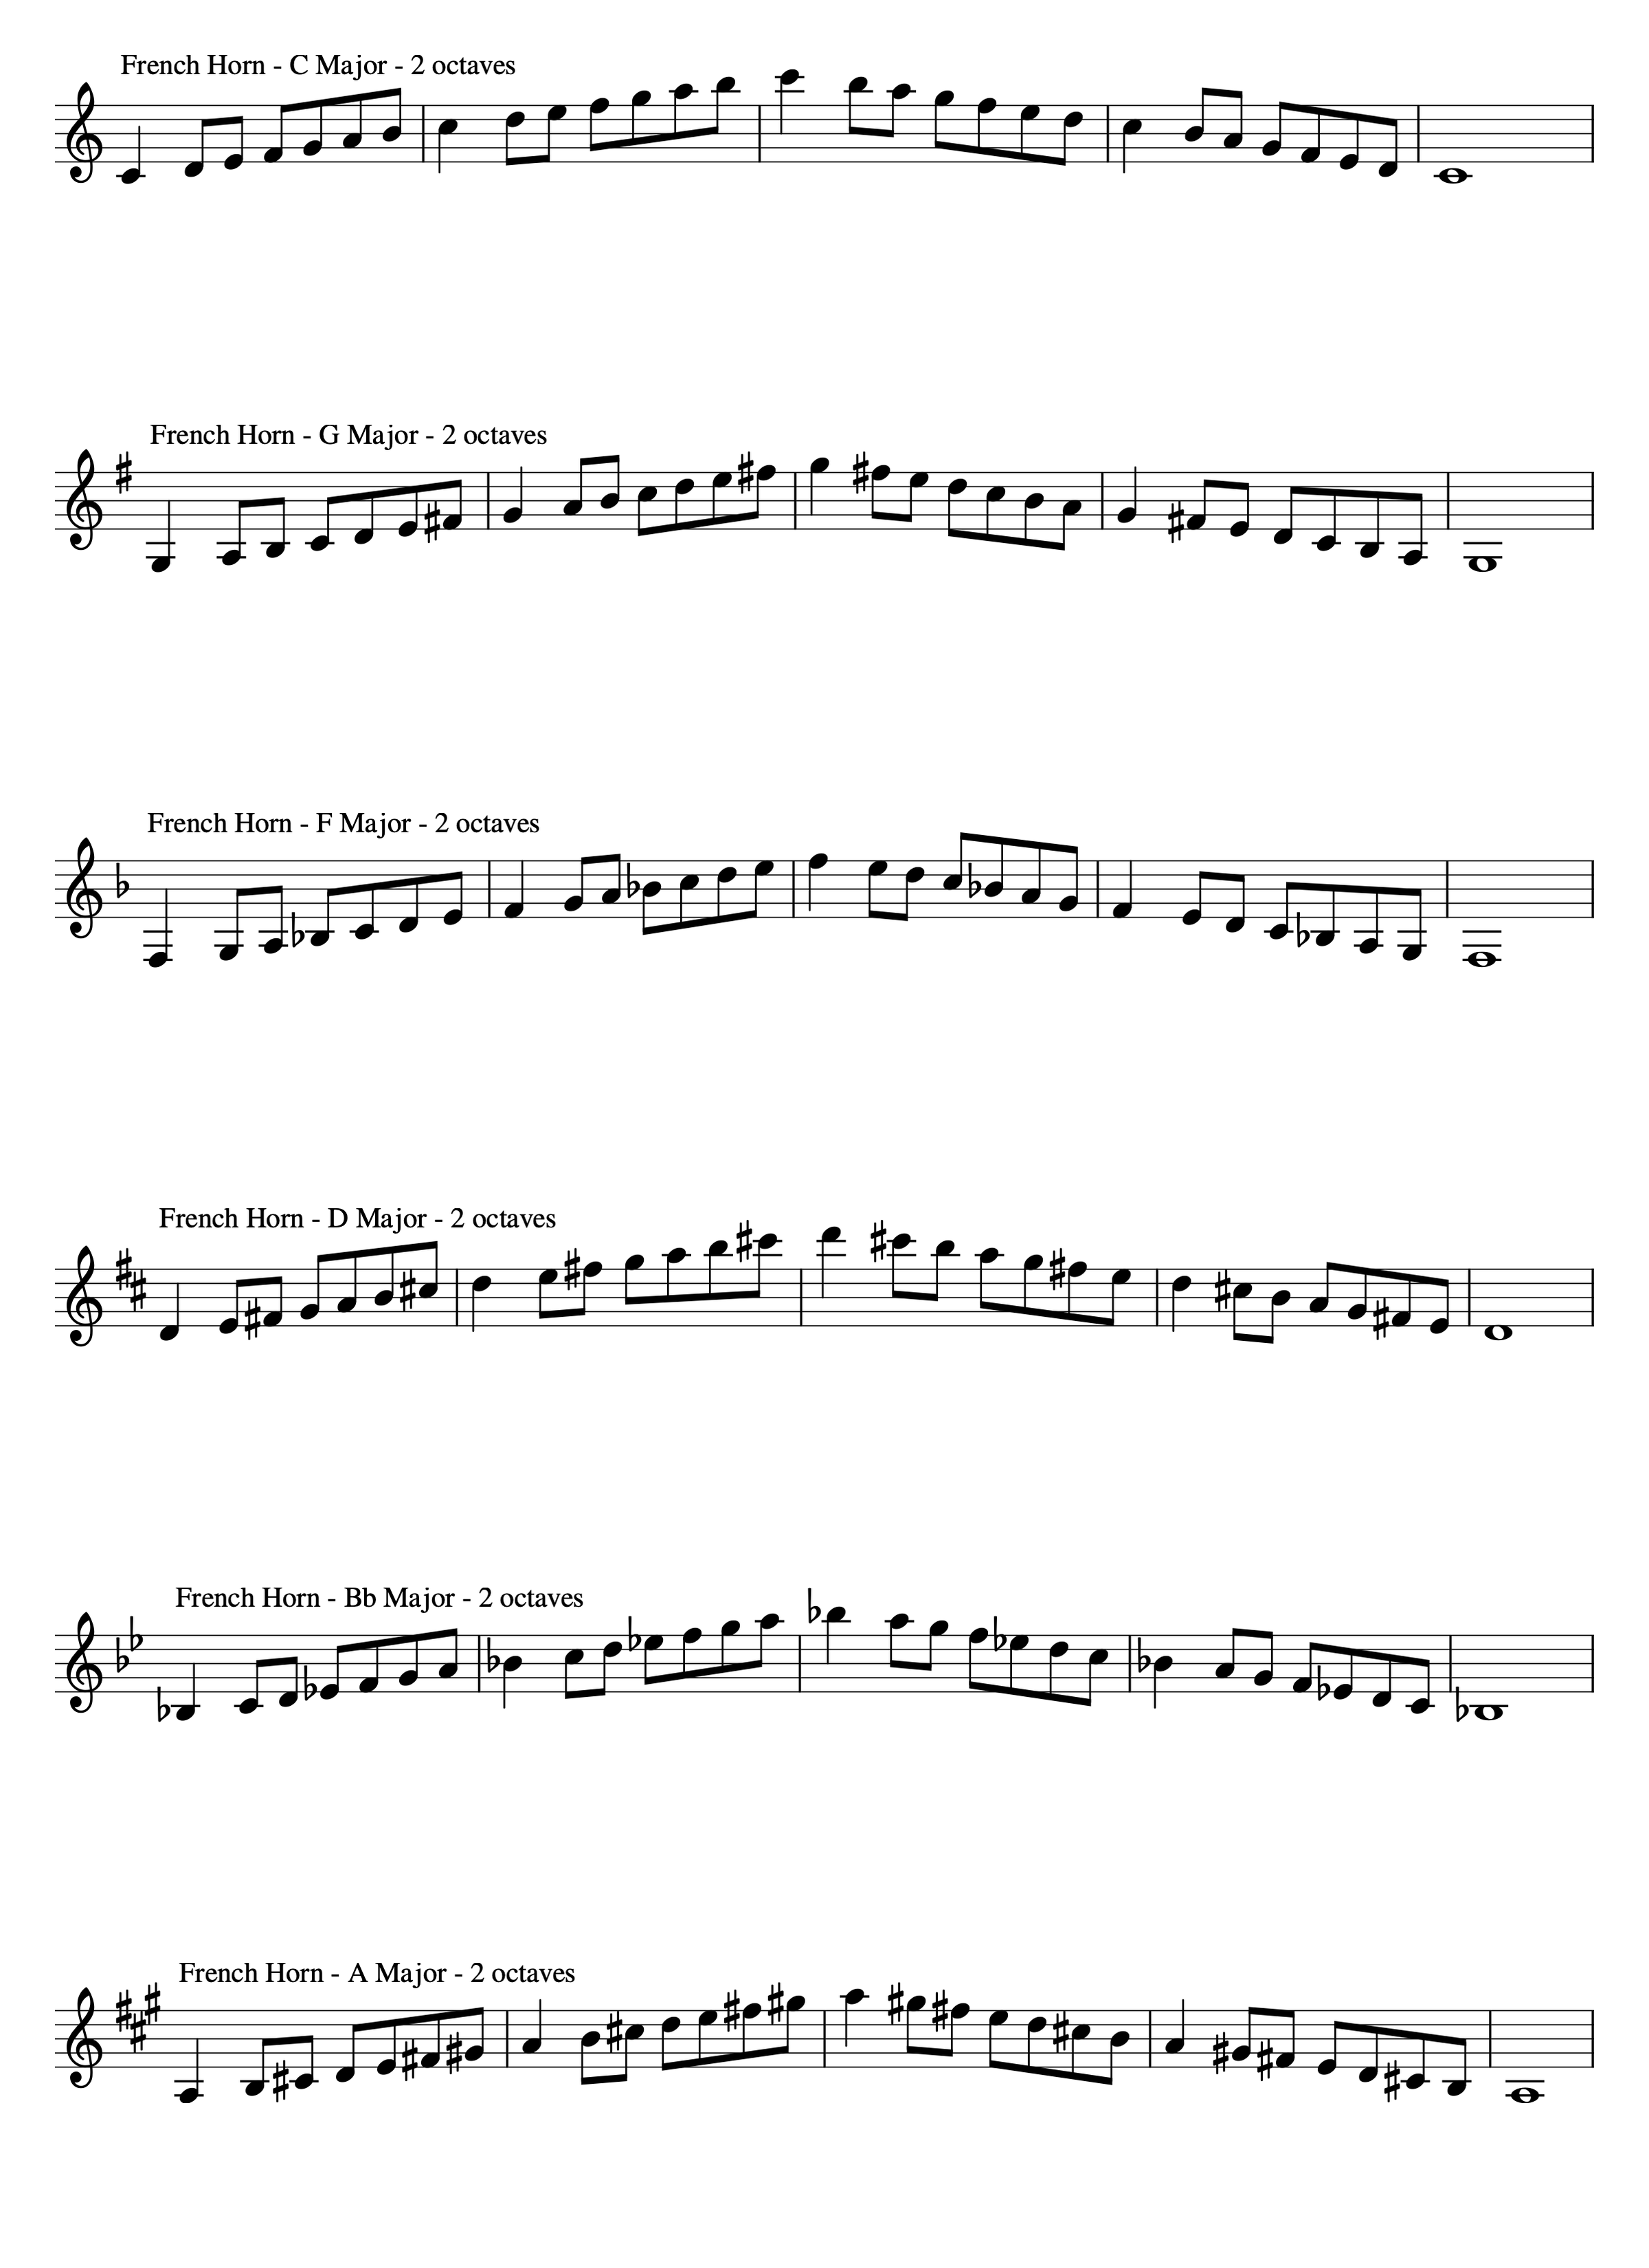 French Horn - C Major - 2 octaves
French Horn - G Major - 2 octaves
French Horn - F Major - 2 octaves
French Horn - D Major - 2 octaves
French Horn - Bb Major - 2 octaves
French Horn - A Major - 2 octaves